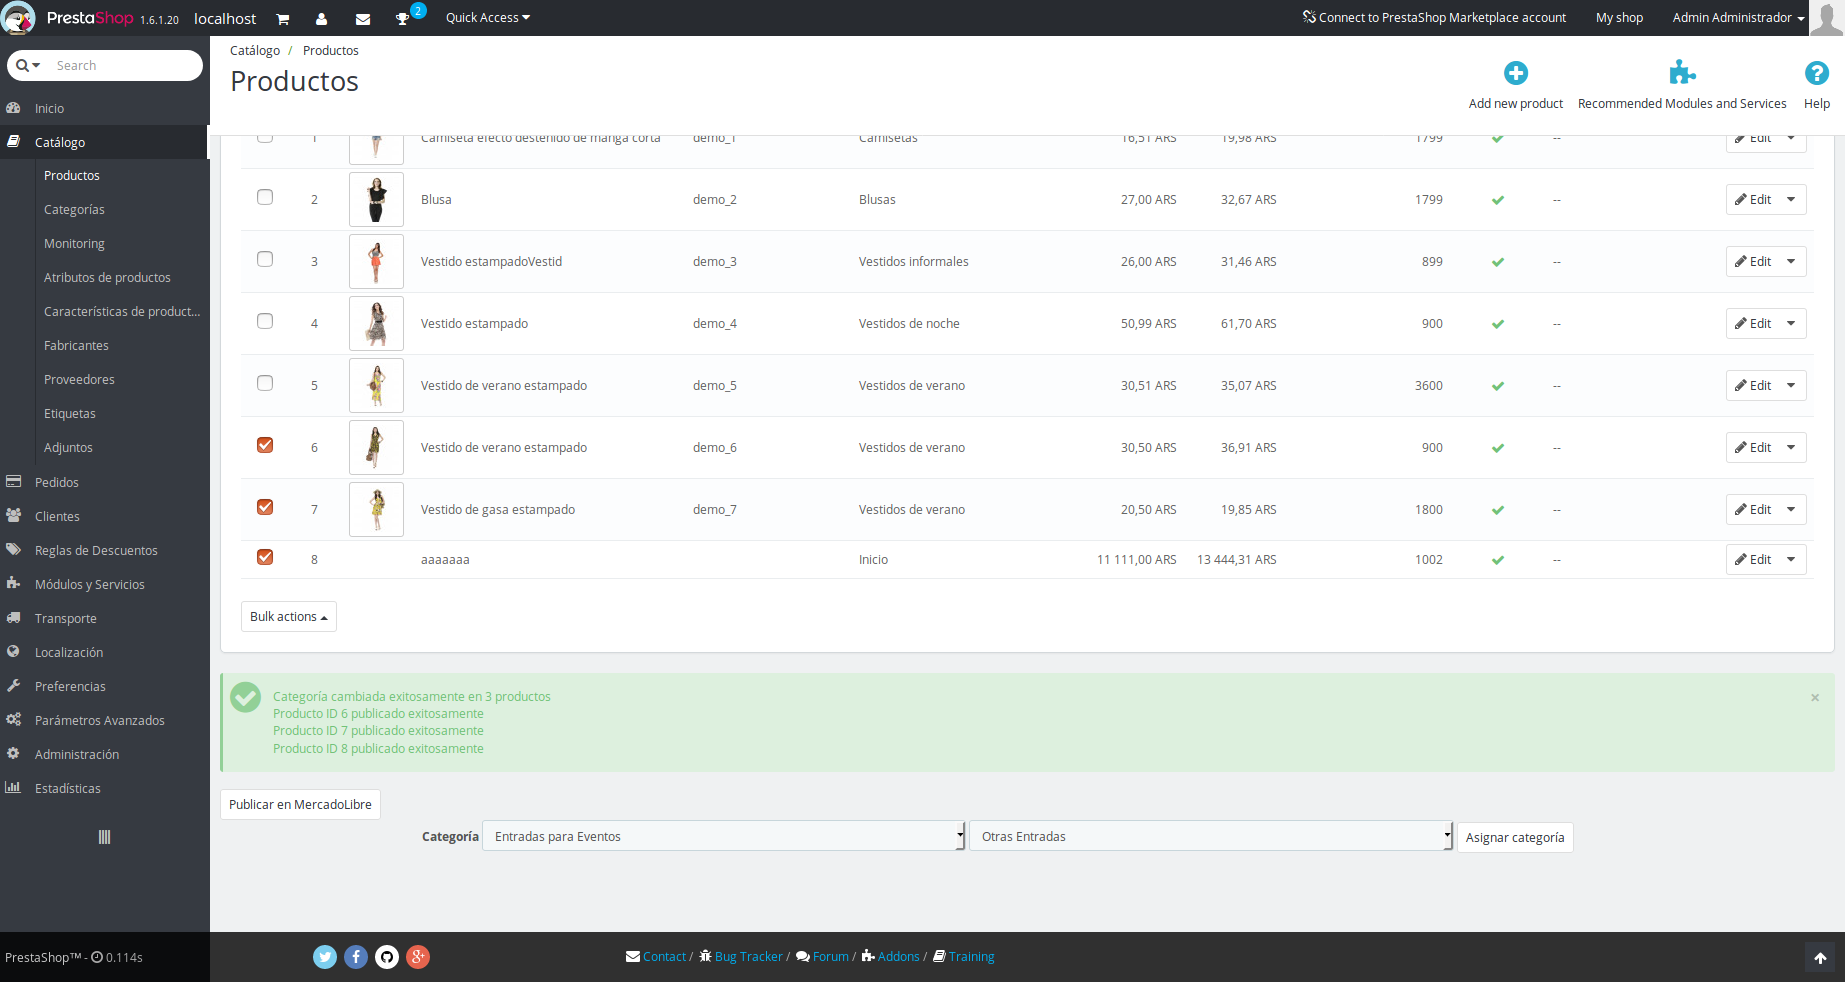 PrestaShop 1.6.1.20 localhost 2 Quick Access Connect to PrestaShop Marketplace account My shop Admin Administrador
Search
Inicio
Catálogo
Productos
Categorías
Monitoring
Atributos de productos
Características de product...
Fabricantes
Proveedores
Etiquetas
Adjuntos
Pedidos
Clientes
Reglas de Descuentos
Módulos y Servicios
Transporte
Localización
Preferencias
Parámetros Avanzados
Administración
Estadísticas
PrestaShop™ - 0.114s
Catálogo / Productos
Productos
Add new product Recommended Modules and Services Help
1 Camiseta efecto desteñido de manga corta demo_1 Camisetas 16,51 ARS 19,98 ARS 1799 Edit
2 Blusa demo_2 Blusas 27,00 ARS 32,67 ARS 1799 -- Edit
3 Vestido estampadoVestid demo_3 Vestidos informales 26,00 ARS 31,46 ARS 899 -- Edit
4 Vestido estampado demo_4 Vestidos de noche 50,99 ARS 61,70 ARS 900 -- Edit
5 Vestido de verano estampado demo_5 Vestidos de verano 30,51 ARS 35,07 ARS 3600 -- Edit
6 Vestido de verano estampado demo_6 Vestidos de verano 30,50 ARS 36,91 ARS 900 -- Edit
7 Vestido de gasa estampado demo_7 Vestidos de verano 20,50 ARS 19,85 ARS 1800 -- Edit
8 aaaaaaa Inicio 11 111,00 ARS 13 444,31 ARS 1002 -- Edit
Bulk actions
Categoría cambiada exitosamente en 3 productos
Producto ID 6 publicado exitosamente
Producto ID 7 publicado exitosamente
Producto ID 8 publicado exitosamente
×
Publicar en MercadoLibre
Categoría Entradas para Eventos Otras Entradas Asignar categoría
Contact / Bug Tracker / Forum / Addons / Training